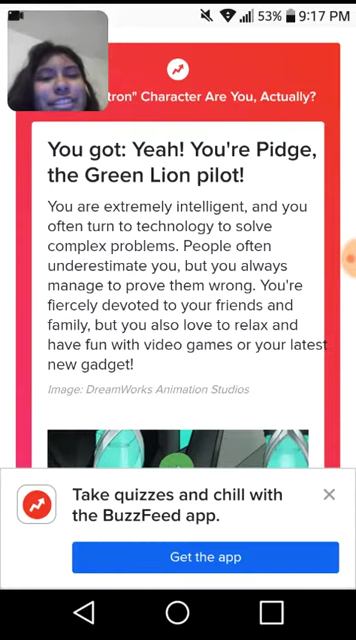 53% 9:17 PM
tron" Character Are You, Actually?
You got: Yeah! You're Pidge,
the Green Lion pilot!
You are extremely intelligent, and you
often turn to technology to solve
complex problems. People often
underestimate you, but you always
manage to prove them wrong. You're
fiercely devoted to your friends and
family, but you also love to relax and
have fun with video games or your latest
new gadget!
Image: DreamWorks Animation Studios
Take quizzes and chill with
the BuzzFeed app.
Get the app